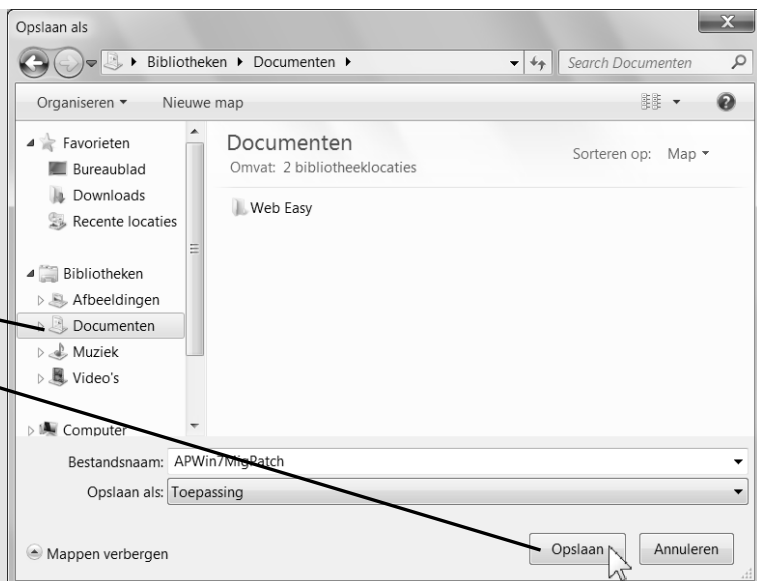 Opslaan als
Bibliotheken Documenten Search Documenten
Organiseren Nieuwe map
Favorieten
Bureaublad
Downloads
Recente locaties
Bibliotheken
Afbeeldingen
Documenten
Muziek
Video's
Computer
Documenten
Omvat: 2 bibliotheeklocaties
Sorteren op: Map
Web Easy
Bestandsnaam: APWin7MigPatch
Opslaan als: Toepassing
Mappen verbergen Opslaan Annuleren